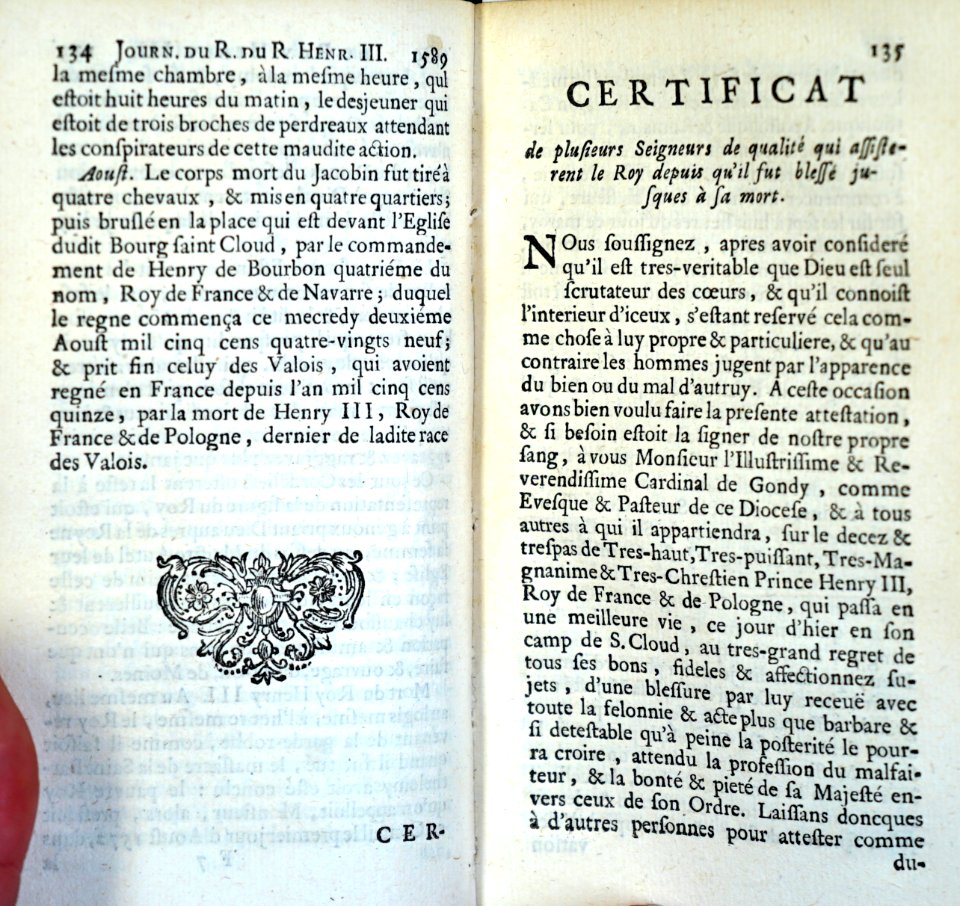 134 JOURN. DU R. DU R HENR. III. 1589
la meſme chambre, à la meſme heure, qui
eſtoit huit heures du matin, le desjeuner qui
eſtoit de trois broches de perdreaux attendant
les conſpirateurs de cette maudite action.
Aouſt. Le corps mort du Jacobin fut tiré à
quatre chevaux, & mis en quatre quartiers;
puis bruſlé en la place qui est devant l'Egliſe
dudit Bourg ſaint Cloud, par le commande-
ment de Henry de Bourbon quatriéme du
nom, Roy de France & de Navarre; duquel
le regne commença ce mecredy deuxiéme
Aouſt mil cinq cens quatre-vingts neuf;
& prit fin celuy des Valois, qui avoient
regné en France depuis l'an mil cinq cens
quinze, par la mort de Henry III, Roy de
France & de Pologne, dernier de ladite race
des Valois.
CER-
135
CERTIFICAT
de pluſieurs Seigneurs de qualité qui aſſiſte-
rent le Roy depuis qu'il fut bleſſé ju-
ſques à ſa mort.
NOus ſouſſignez, apres avoir conſideré
qu'il eſt tres-veritable que Dieu eſt ſeul
ſcrutateur des cœurs, & qu'il connoiſt
l'interieur d'iceux, s'eſtant reſervé cela com-
me choſe à luy propre & particuliere, & qu'au
contraire les hommes jugent par l'apparence
du bien ou du mal d'autruy. A ceſte occaſion
avons bien voulu faire la preſente atteſtation,
& ſi beſoin eſtoit la ſigner de noſtre propre
ſang, à vous Monſieur l'Illuſtriſſime & Re-
verendiſſime Cardinal de Gondy, comme
Eveſque & Paſteur de ce Dioceſe, & à tous
autres à qui il appartiendra, ſur le decez &
treſpas de Tres-haut, Tres-puiſſant, Tres-Ma-
gnanime & Tres-Chreſtien Prince Henry III,
Roy de France & de Pologne, qui paſſa en
une meilleure vie, ce jour d'hier en ſon
camp de S. Cloud, au tres-grand regret de
tous ſes bons, fideles & affectionnez ſu-
jets, d'une bleſſure par luy receuë avec
toute la felonnie & acte plus que barbare &
ſi deteſtable qu'à peine la poſterité le pour-
ra croire, attendu la profeſſion du malfai-
teur, & la bonté & pieté de ſa Majeſté en-
vers ceux de ſon Ordre. Laiſſans doncques
à d'autres perſonnes pour atteſter comme
du-